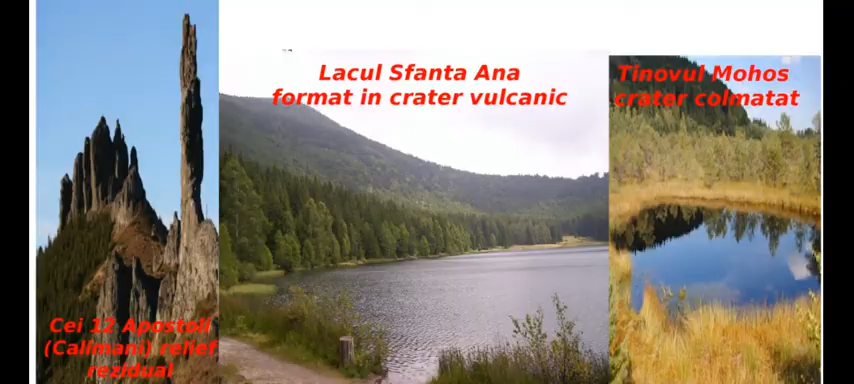 Cei 12 Apostoli
(Calimani) relief
rezidual
Lacul Sfanta Ana
format in crater vulcanic
Tinovul Mohos
crater colmatat